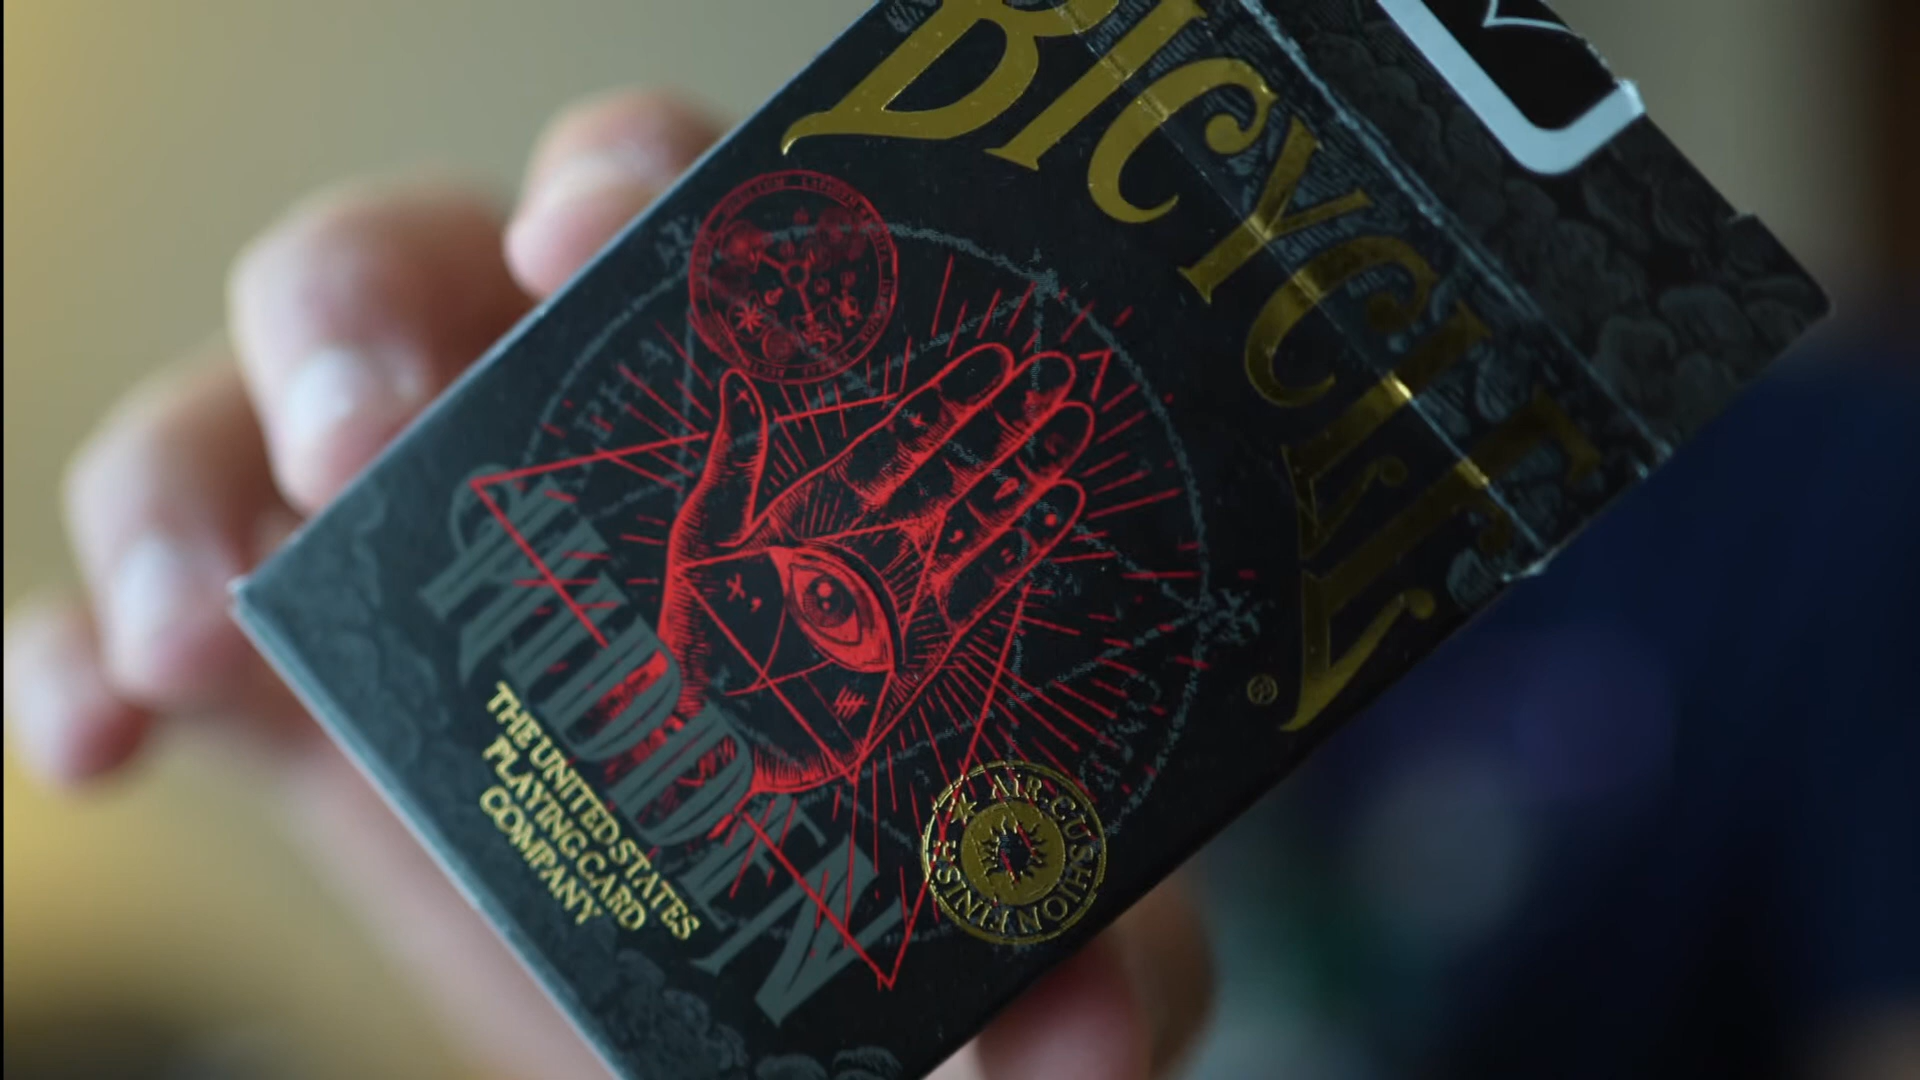 BICYCLE
®
HIDDEN
THE UNITED STATES
PLAYING CARD
COMPANY
AIR-CUSHION FINISH